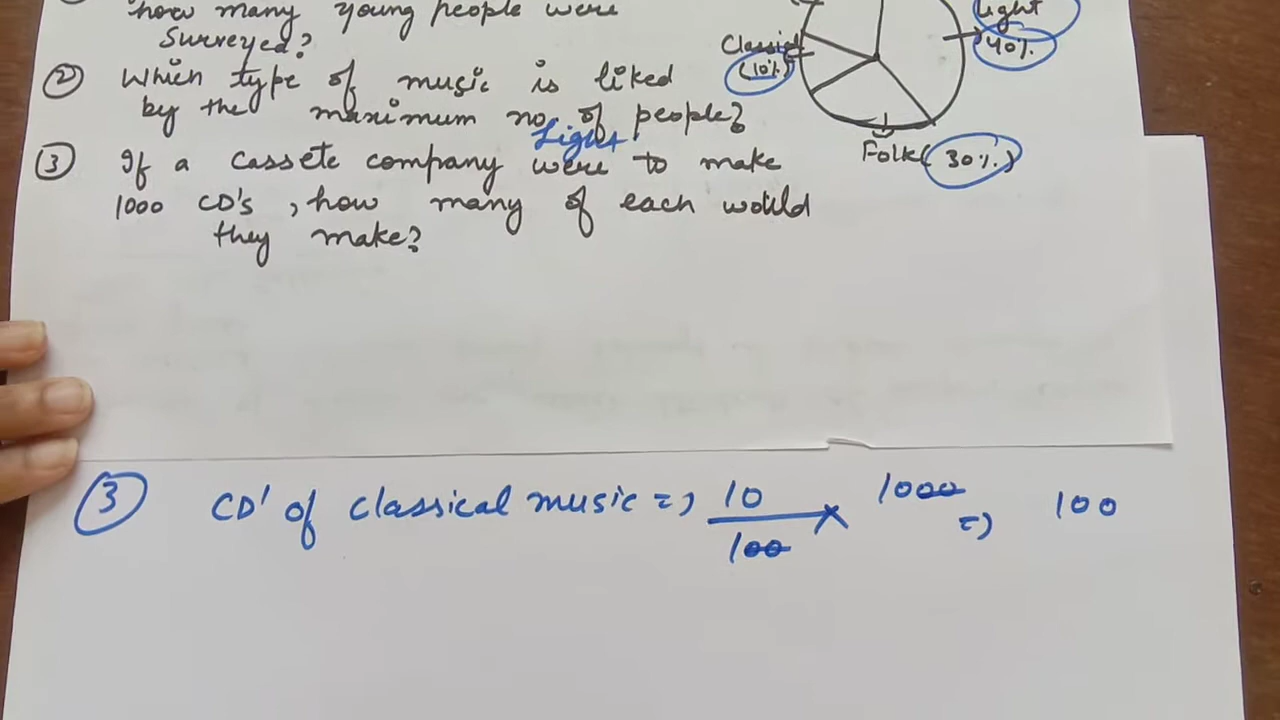 how many young people were
Surveyed?
② Which type of music is liked
by the maximum no. of people?
Light
③ If a cassete company were to make
1000 CD's, how many of each would
they make?
Light
40%.
Classical
(10%)
Folk (30%.)
③ CD' of classical music => 10/100 × 1000 => 100